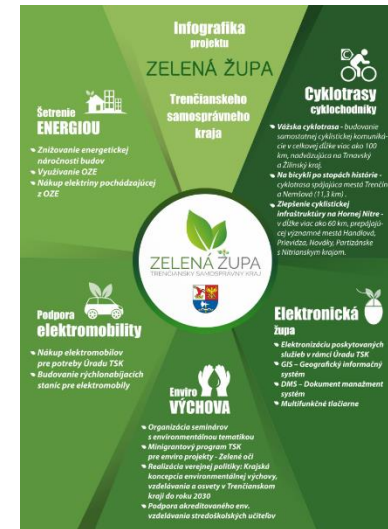 Infografika
projektu
ZELENÁ ŽUPA
Trenčianskeho
samosprávneho
kraja
Šetrenie
ENERGIOU
Znižovanie energetickej
náročnosti budov
Využívanie OZE
Nákup elektriny pochádzajúcej
z OZE
Cyklotrasy
cyklochodníky
Vážska cyklotrasa - budovanie
samostatnej cyklistickej komuniká-
cie v celkovej dĺžke viac ako 100
km, nadväzujúca na Trnavský
a Žilinský kraj.
Na bicykli po stopách histórie -
cyklotrasa spájajúca mestá Trenčín
a Nemšová (11,3 km).
Zlepšenie cyklistickej
infraštruktúry na Hornej Nitre -
v dĺžke viac ako 60 km, prepájajú-
cej významné mestá Handlová,
Prievidza, Nováky, Partizánske
s Nitrianskym krajom.
ZELENÁ ŽUPA
TRENČIANSKY SAMOSPRÁVNY KRAJ
Podpora
elektromobility
Nákup elektromobilov
pre potreby Úradu TSK
Budovanie rýchlonabíjacích
staníc pre elektromobily
Elektronická
župa
Elektronizáciu poskytovaných
služieb v rámci Úradu TSK
GIS – Geografický informačný
systém
DMS – Dokument manažment
systém
Multifunkčné tlačiarne
Enviro
VÝCHOVA
Organizácia seminárov
s environmentálnou tematikou
Minigrantový program TSK
pre enviro projekty - Zelené oči
Realizácia verejnej politiky: Krajská
koncepcia environmentálnej výchovy,
vzdelávania a osvety v Trenčianskom
kraji do roku 2030
Podpora akreditovaného env.
vzdelávania stredoškolských učiteľov